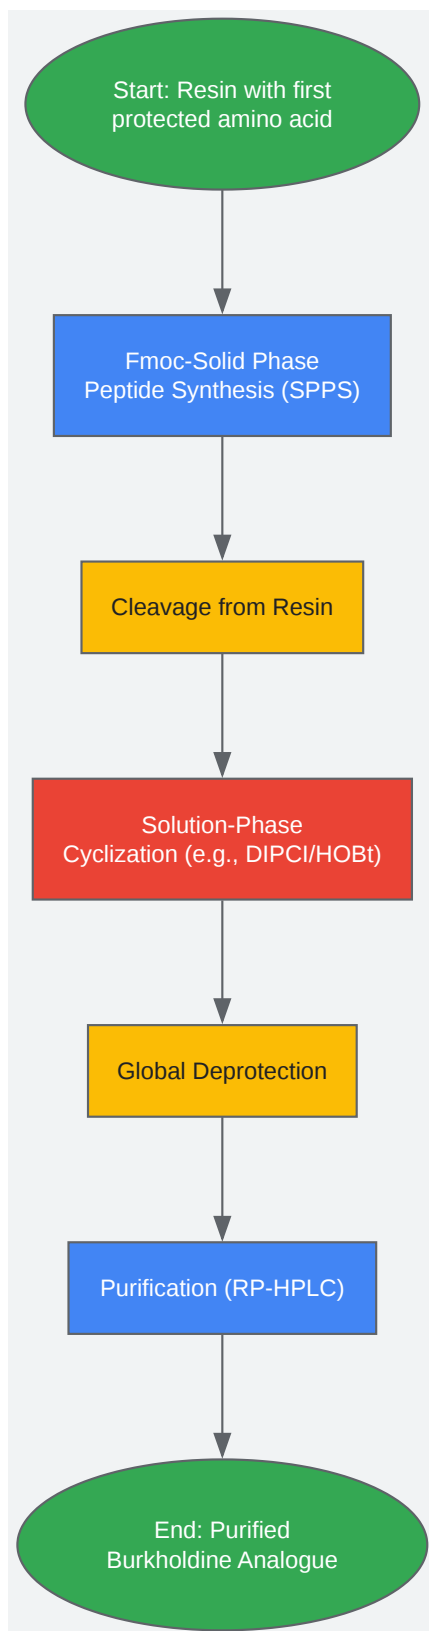 Start: Resin with first
protected amino acid
Fmoc-Solid Phase
Peptide Synthesis (SPPS)
Cleavage from Resin
Solution-Phase
Cyclization (e.g., DIPCI/HOBt)
Global Deprotection
Purification (RP-HPLC)
End: Purified
Burkholdine Analogue